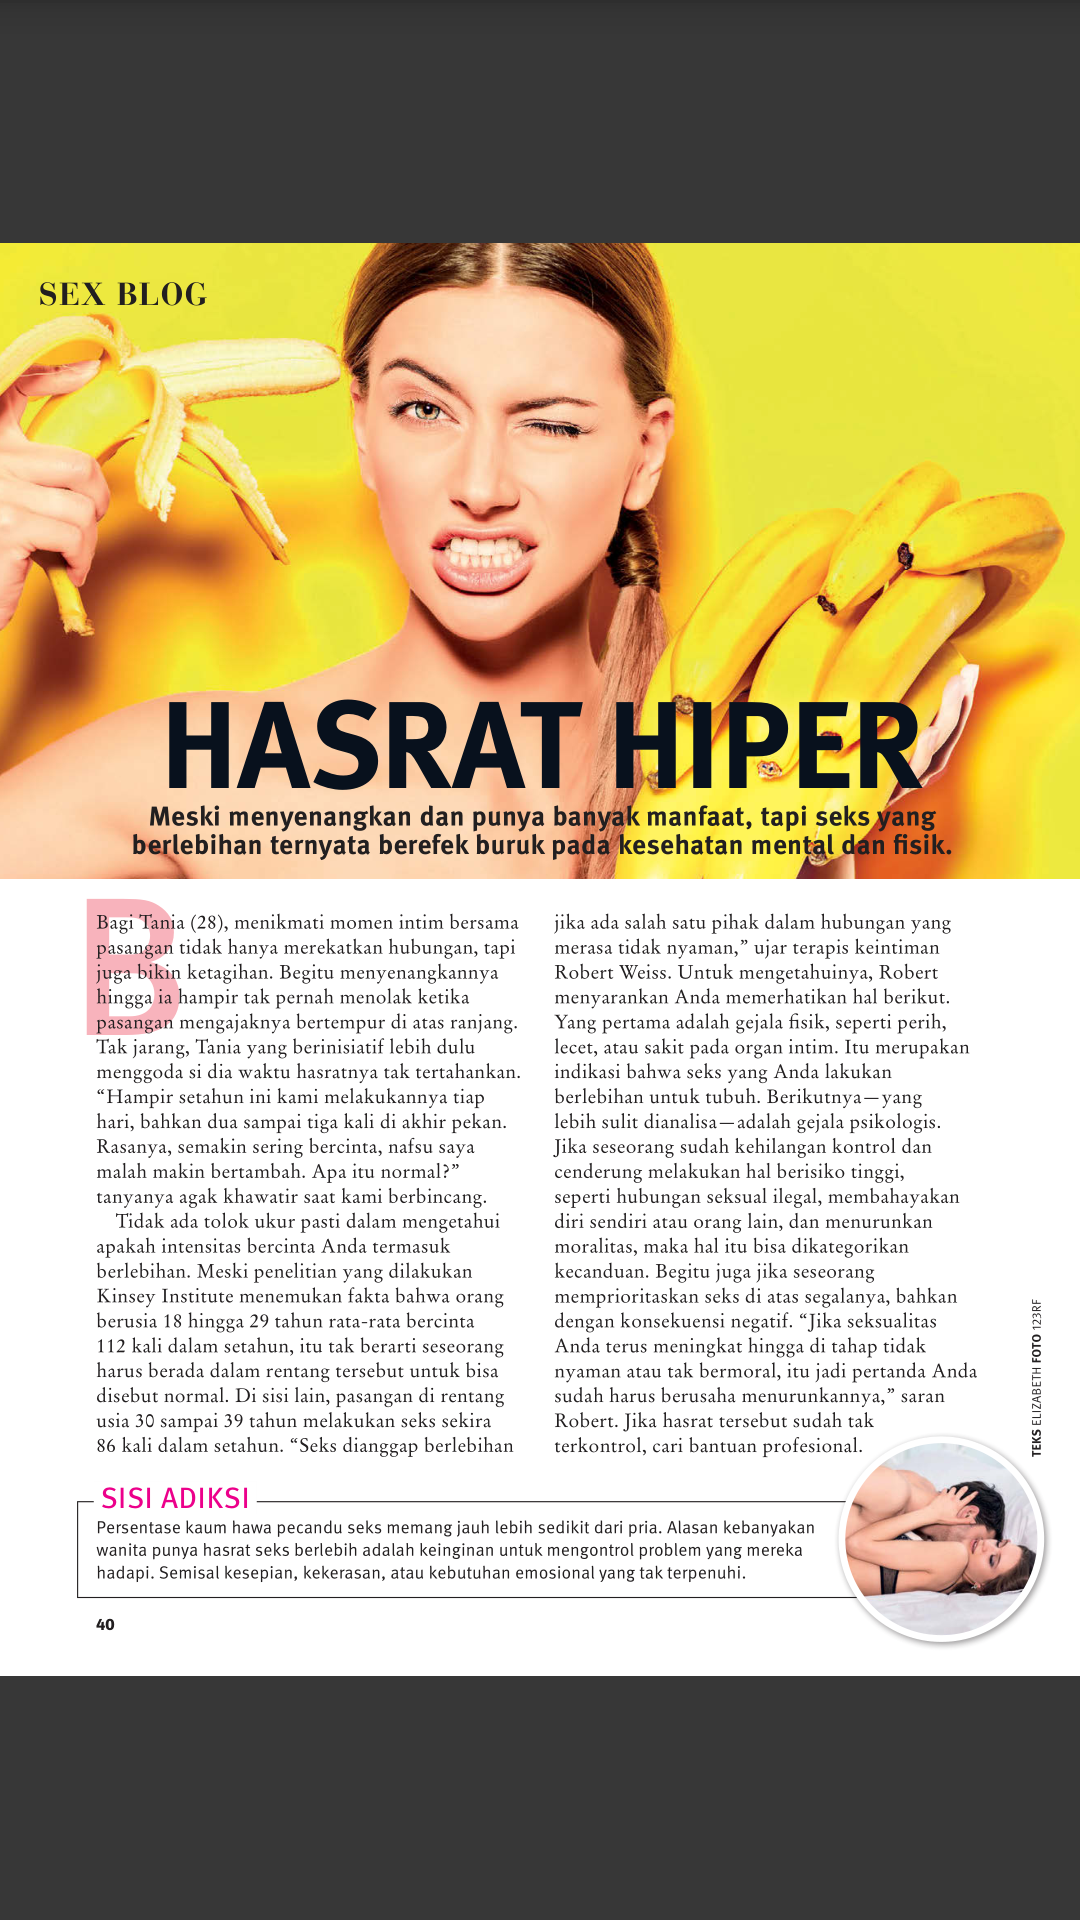 SEX BLOG
HASRAT HIPER
Meski menyenangkan dan punya banyak manfaat, tapi seks yang
berlebihan ternyata berefek buruk pada kesehatan mental dan fisik.
B
Bagi Tania (28), menikmati momen intim bersama
pasangan tidak hanya merekatkan hubungan, tapi
juga bikin ketagihan. Begitu menyenangkannya
hingga ia hampir tak pernah menolak ketika
pasangan mengajaknya bertempur di atas ranjang.
Tak jarang, Tania yang berinisiatif lebih dulu
menggoda si dia waktu hasratnya tak tertahankan.
“Hampir setahun ini kami melakukannya tiap
hari, bahkan dua sampai tiga kali di akhir pekan.
Rasanya, semakin sering bercinta, nafsu saya
malah makin bertambah. Apa itu normal?”
tanyanya agak khawatir saat kami berbincang.
Tidak ada tolok ukur pasti dalam mengetahui
apakah intensitas bercinta Anda termasuk
berlebihan. Meski penelitian yang dilakukan
Kinsey Institute menemukan fakta bahwa orang
berusia 18 hingga 29 tahun rata-rata bercinta
112 kali dalam setahun, itu tak berarti seseorang
harus berada dalam rentang tersebut untuk bisa
disebut normal. Di sisi lain, pasangan di rentang
usia 30 sampai 39 tahun melakukan seks sekira
86 kali dalam setahun. “Seks dianggap berlebihan
jika ada salah satu pihak dalam hubungan yang
merasa tidak nyaman,” ujar terapis keintiman
Robert Weiss. Untuk mengetahuinya, Robert
menyarankan Anda memerhatikan hal berikut.
Yang pertama adalah gejala fisik, seperti perih,
lecet, atau sakit pada organ intim. Itu merupakan
indikasi bahwa seks yang Anda lakukan
berlebihan untuk tubuh. Berikutnya—yang
lebih sulit dianalisa—adalah gejala psikologis.
Jika seseorang sudah kehilangan kontrol dan
cenderung melakukan hal berisiko tinggi,
seperti hubungan seksual ilegal, membahayakan
diri sendiri atau orang lain, dan menurunkan
moralitas, maka hal itu bisa dikategorikan
kecanduan. Begitu juga jika seseorang
memprioritaskan seks di atas segalanya, bahkan
dengan konsekuensi negatif. “Jika seksualitas
Anda terus meningkat hingga di tahap tidak
nyaman atau tak bermoral, itu jadi pertanda Anda
sudah harus berusaha menurunkannya,” saran
Robert. Jika hasrat tersebut sudah tak
terkontrol, cari bantuan profesional.
TEKS ELIZABETH FOTO 123RF
SISI ADIKSI
Persentase kaum hawa pecandu seks memang jauh lebih sedikit dari pria. Alasan kebanyakan
wanita punya hasrat seks berlebih adalah keinginan untuk mengontrol problem yang mereka
hadapi. Semisal kesepian, kekerasan, atau kebutuhan emosional yang tak terpenuhi.
40